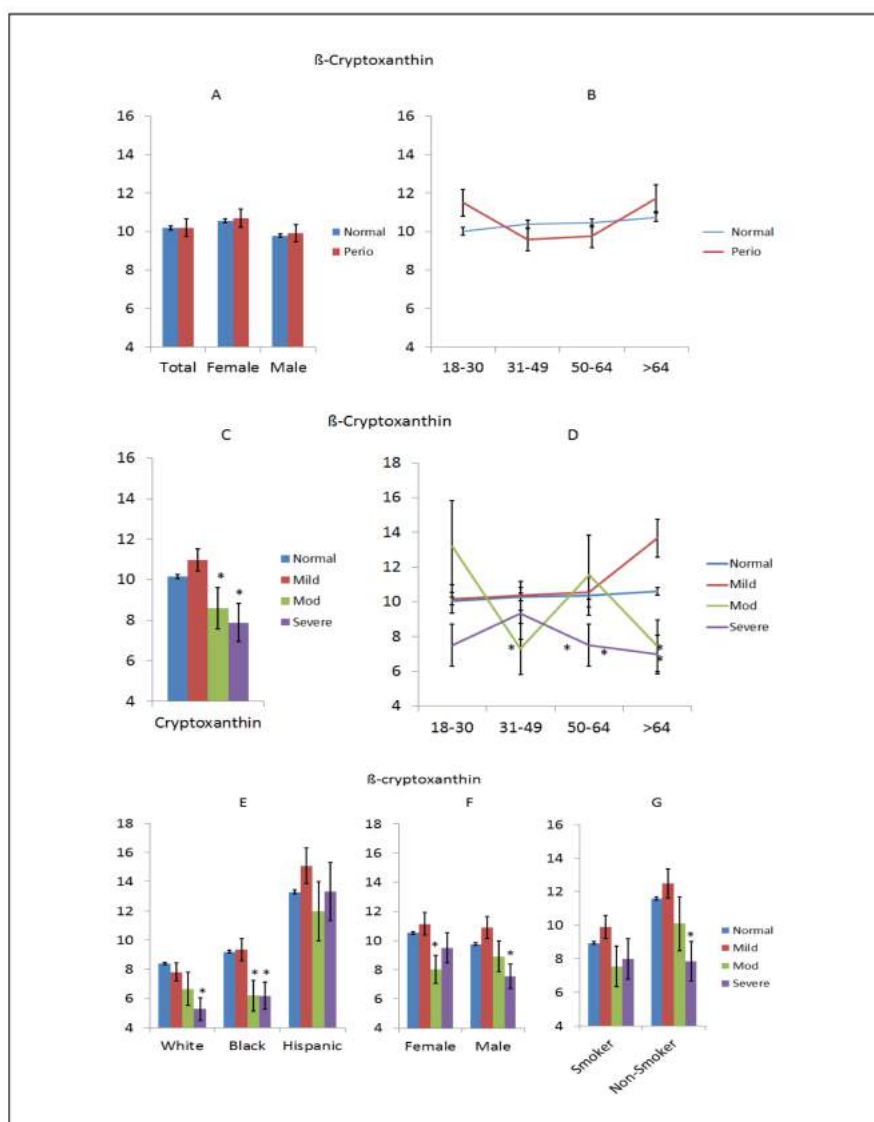 ß-Cryptoxanthin
A
16
14
12
10
8
6
4
Total Female Male
Normal
Perio
B
16
14
12
10
8
6
4
18-30 31-49 50-64 >64
Normal
Perio
ß-Cryptoxanthin
C
16
14
12
10
8
6
4
* *
Cryptoxanthin
Normal
Mild
Mod
Severe
D
18
16
14
12
10
8
6
4
* * * *
*
18-30 31-49 50-64 >64
Normal
Mild
Mod
Severe
ß-cryptoxanthin
E
18
16
14
12
10
8
6
4
* * *
White Black Hispanic
F
18
16
14
12
10
8
6
4
* *
Female Male
G
16
14
12
10
8
6
4
*
Smoker
Non-Smoker
Normal
Mild
Mod
Severe